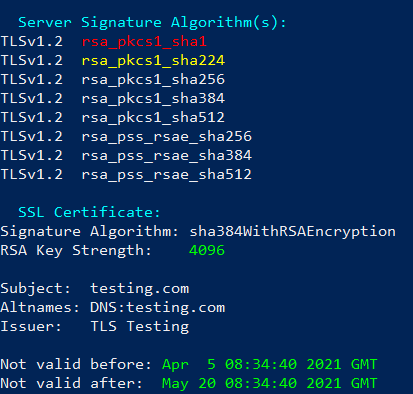 Server Signature Algorithm(s):
TLSv1.2  rsa_pkcs1_sha1
TLSv1.2  rsa_pkcs1_sha224
TLSv1.2  rsa_pkcs1_sha256
TLSv1.2  rsa_pkcs1_sha384
TLSv1.2  rsa_pkcs1_sha512
TLSv1.2  rsa_pss_rsae_sha256
TLSv1.2  rsa_pss_rsae_sha384
TLSv1.2  rsa_pss_rsae_sha512
SSL Certificate:
Signature Algorithm: sha384WithRSAEncryption
RSA Key Strength:    4096
Subject:  testing.com
Altnames: DNS:testing.com
Issuer:   TLS Testing
Not valid before: Apr  5 08:34:40 2021 GMT
Not valid after:  May 20 08:34:40 2021 GMT